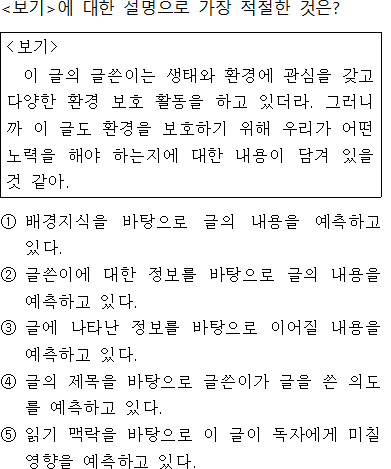 <보기>에 대한 설명으로 가장 적절한 것은?
<보기>
이 글의 글쓴이는 생태와 환경에 관심을 갖고
다양한 환경 보호 활동을 하고 있더라. 그러니
까 이 글도 환경을 보호하기 위해 우리가 어떤
노력을 해야 하는지에 대한 내용이 담겨 있을
것 같아.
① 배경지식을 바탕으로 글의 내용을 예측하고
있다.
② 글쓴이에 대한 정보를 바탕으로 글의 내용을
예측하고 있다.
③ 글에 나타난 정보를 바탕으로 이어질 내용을
예측하고 있다.
④ 글의 제목을 바탕으로 글쓴이가 글을 쓴 의도
를 예측하고 있다.
⑤ 읽기 맥락을 바탕으로 이 글이 독자에게 미칠
영향을 예측하고 있다.